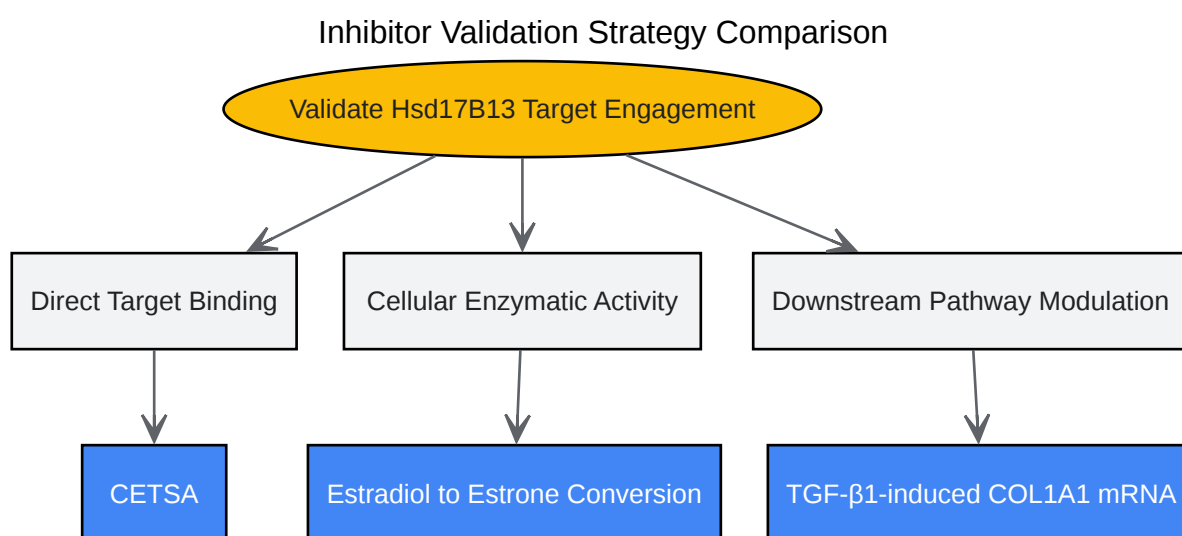 Inhibitor Validation Strategy Comparison
Validate Hsd17B13 Target Engagement
Direct Target Binding
Cellular Enzymatic Activity
Downstream Pathway Modulation
CETSA
Estradiol to Estrone Conversion
TGF-β1-induced COL1A1 mRNA